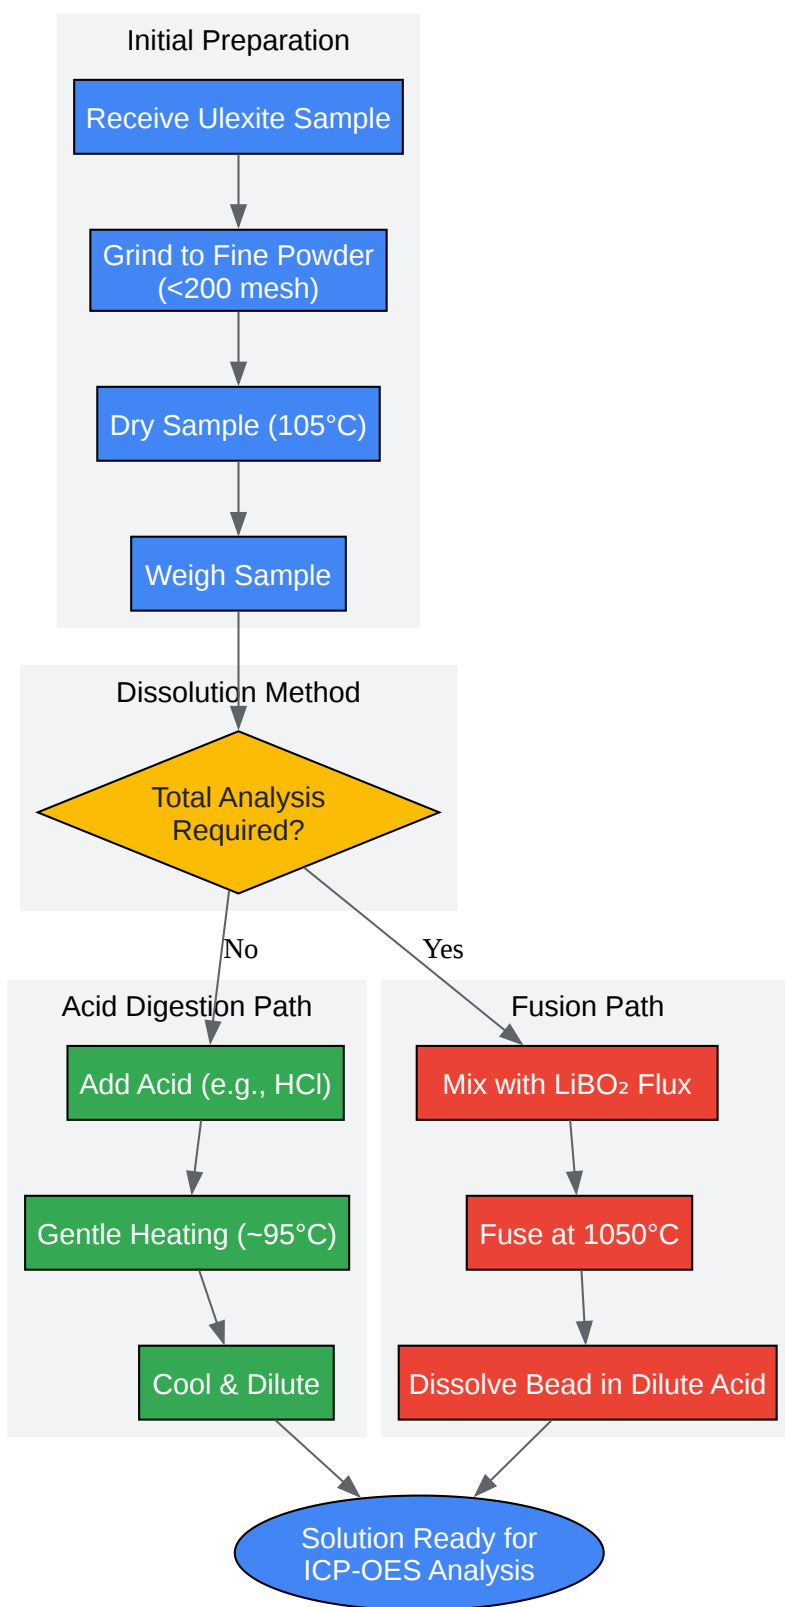 Initial Preparation
Receive Ulexite Sample
Grind to Fine Powder
(<200 mesh)
Dry Sample (105°C)
Weigh Sample
Dissolution Method
Total Analysis
Required?
No
Yes
Acid Digestion Path
Add Acid (e.g., HCl)
Gentle Heating (~95°C)
Cool & Dilute
Fusion Path
Mix with LiBO₂ Flux
Fuse at 1050°C
Dissolve Bead in Dilute Acid
Solution Ready for
ICP-OES Analysis